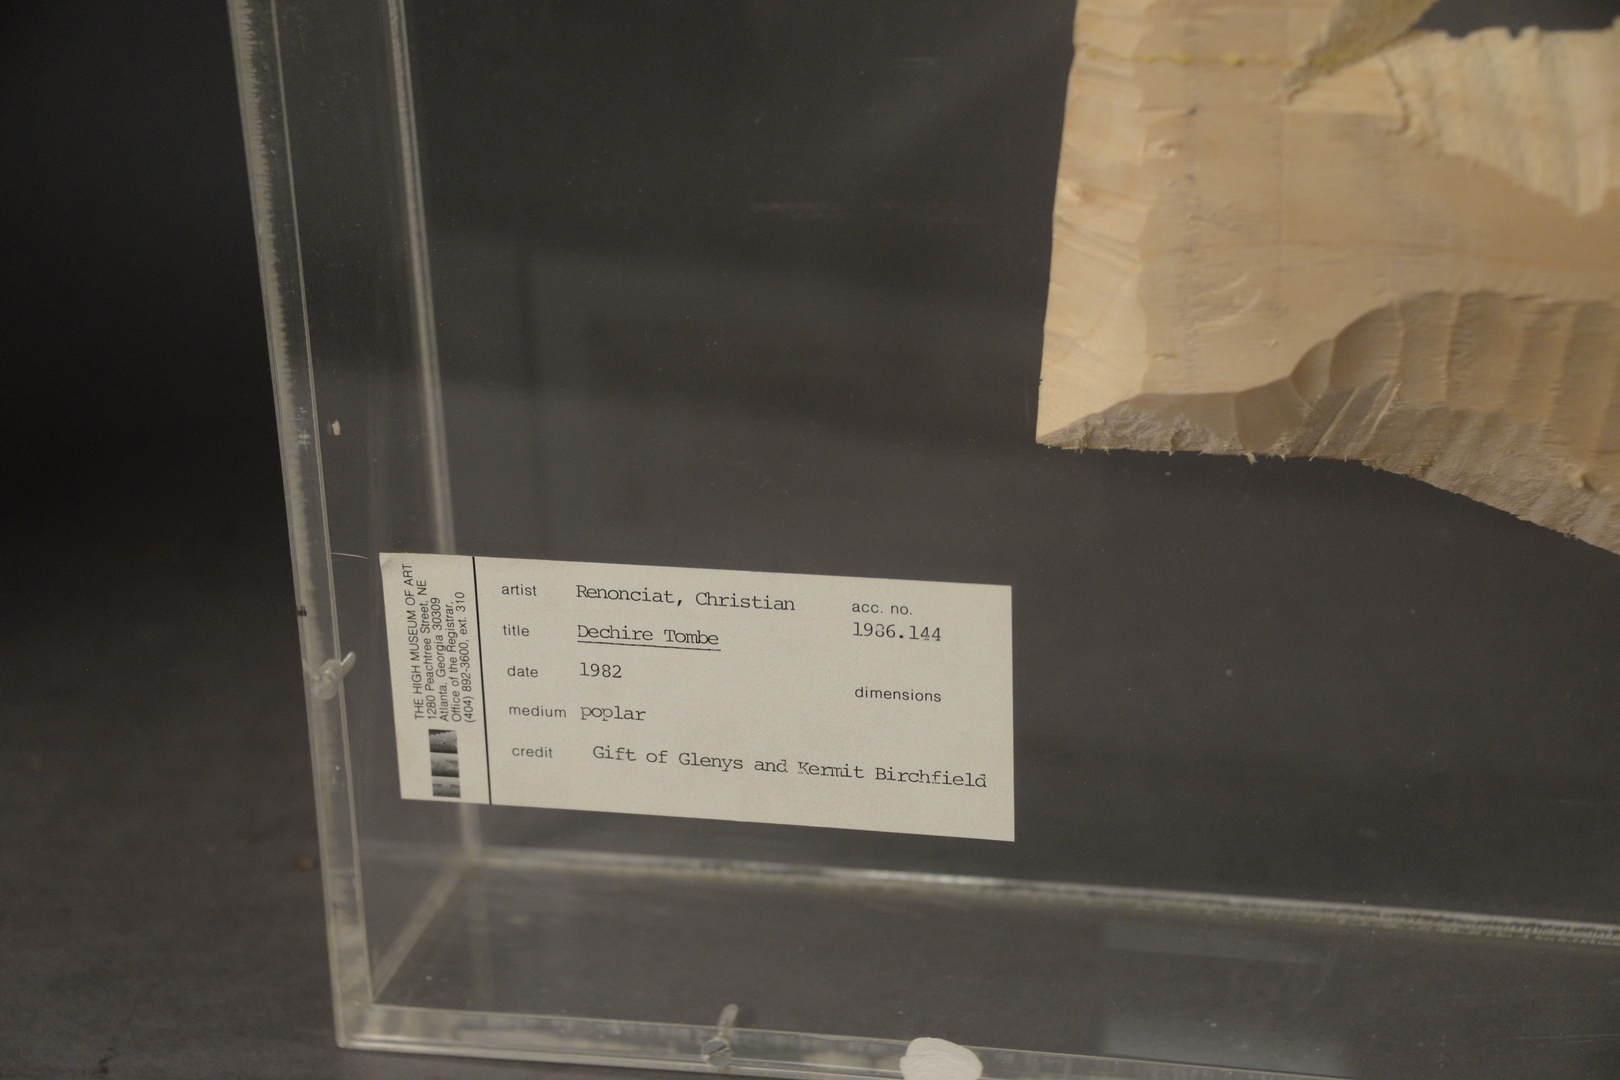 THE HIGH MUSEUM OF ART
1280 Peachtree Street, NE
Atlanta, Georgia 30309
Office of the Registrar,
(404) 892-3600, ext. 310
artist Renonciat, Christian
acc. no.
1986.144
title Dechire Tombe
date 1982
dimensions
medium poplar
credit Gift of Glenys and Kermit Birchfield